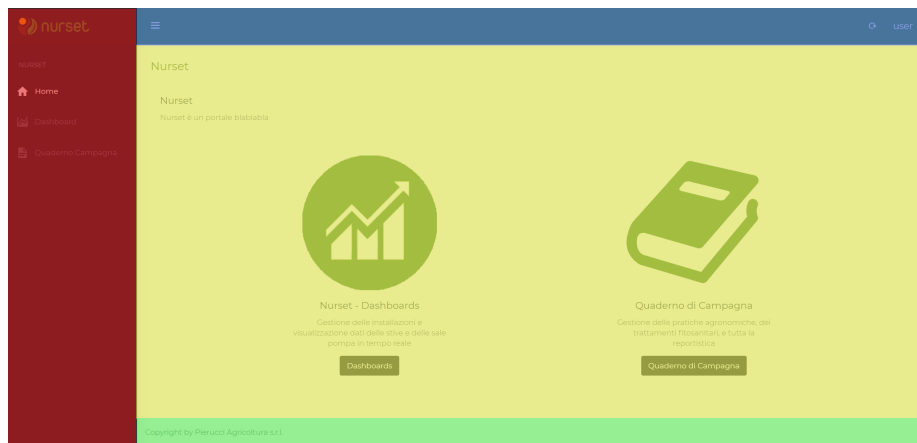 nurset
user
NURSET
Home
Dashboard
Quaderno Campagna
Nurset
Nurset
Nurset è un portale blablabla
Nurset - Dashboards
Gestione delle installazioni e
visualizzazione dati delle stive e delle sale
pompa in tempo reale
Dashboards
Quaderno di Campagna
Gestione delle pratiche agronomiche, dei
trattamenti fitosanitari, e tutta la
reportistica
Quaderno di Campagna
Copyright by Pierucci Agricoltura s.r.l.